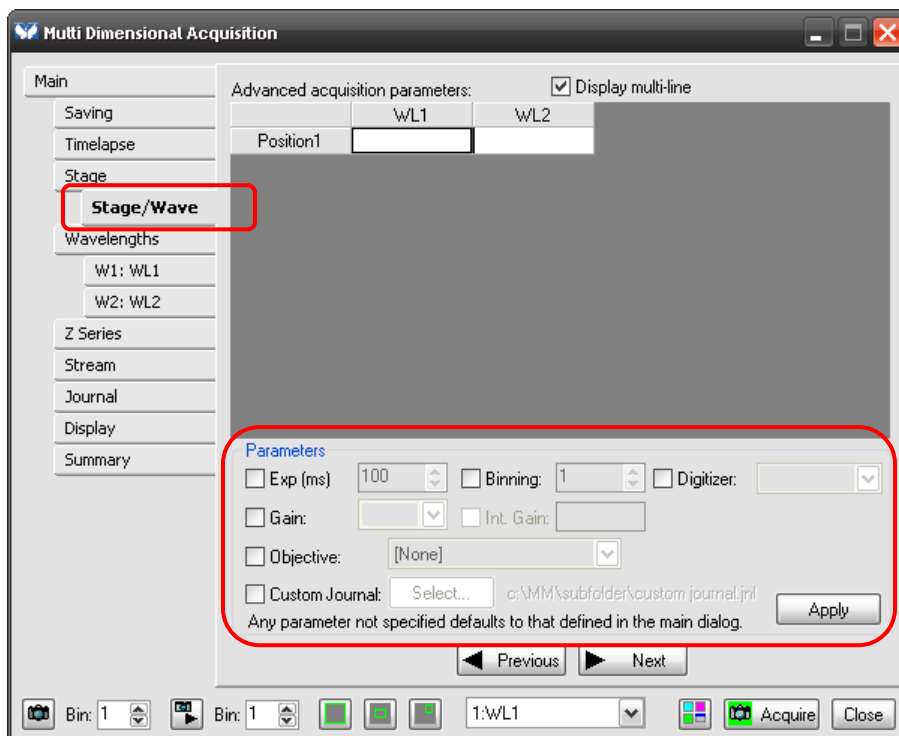 Multi Dimensional Acquisition
Main
Saving
Timelapse
Stage
Stage/Wave
Wavelengths
W1: WL1
W2: WL2
Z Series
Stream
Journal
Display
Summary
Advanced acquisition parameters:
Display multi-line
WL1 WL2
Position1
Parameters
Exp (ms) 100 Binning: 1 Digitizer:
Gain: Int. Gain:
Objective: [None]
Custom Journal: Select... c:\MM\subfolder\custom journal.jnl
Apply
Any parameter not specified defaults to that defined in the main dialog.
Previous Next
Bin: 1 Bin: 1 1:WL1 Acquire Close